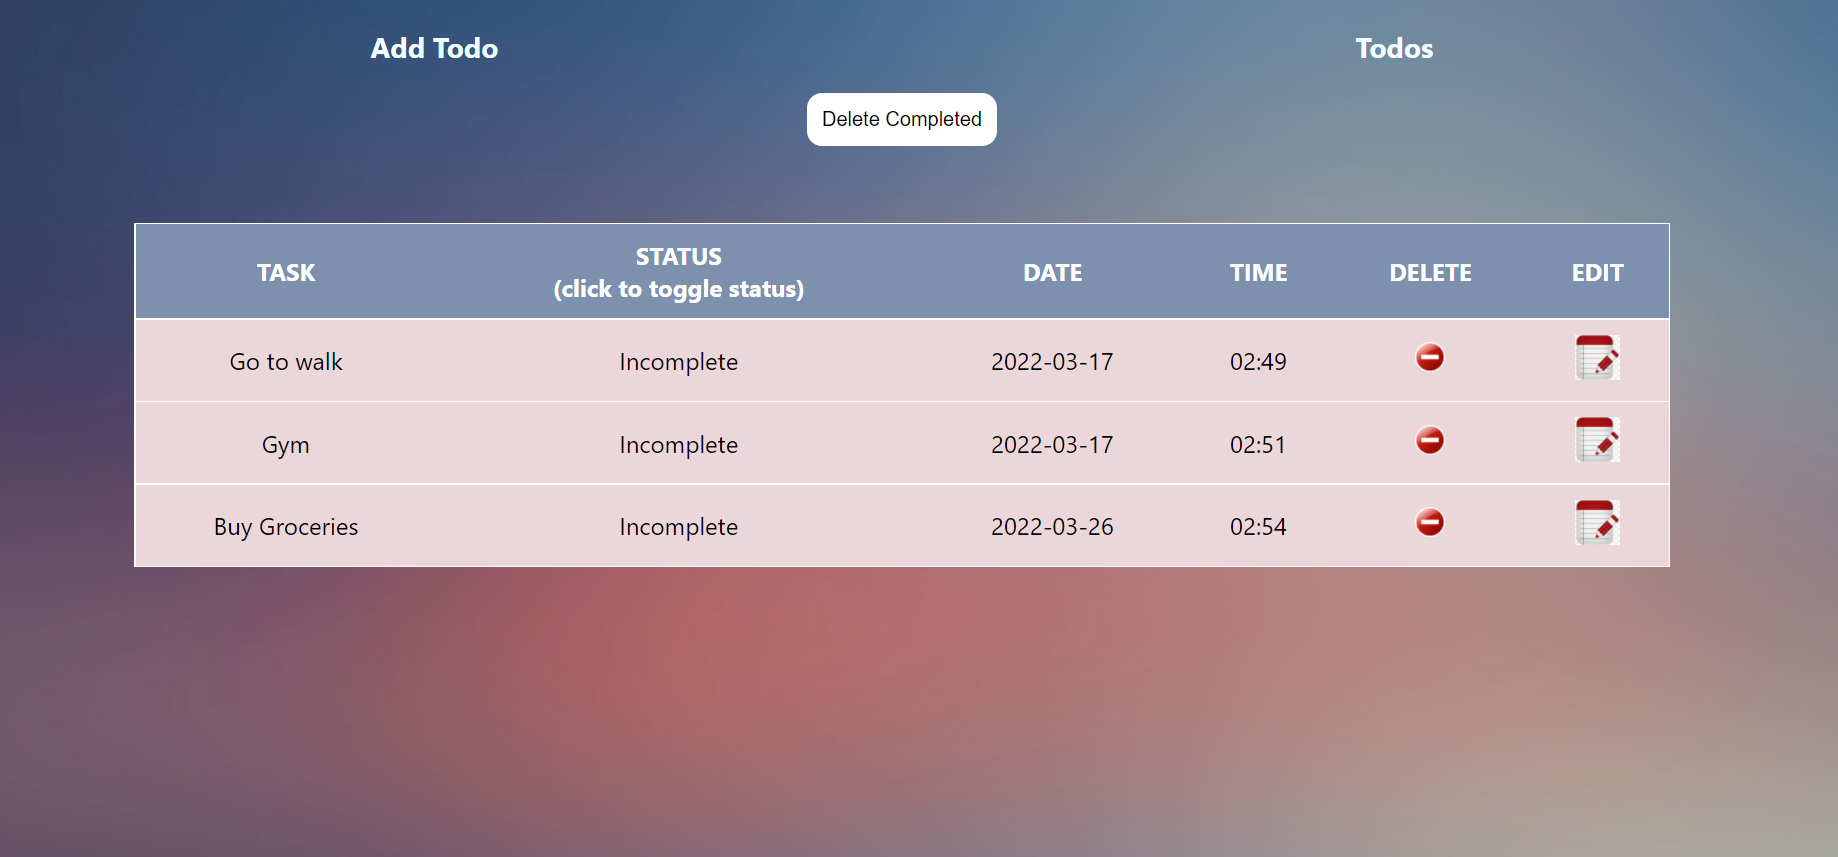 Add Todo Todos
Delete Completed
TASK STATUS (click to toggle status) DATE TIME DELETE EDIT
Go to walk Incomplete 2022-03-17 02:49
Gym Incomplete 2022-03-17 02:51
Buy Groceries Incomplete 2022-03-26 02:54